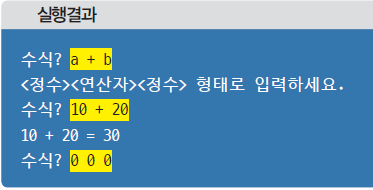 실행결과
수식? a + b
<정수><연산자><정수> 형태로 입력하세요.
수식? 10 + 20
10 + 20 = 30
수식? 0 0 0